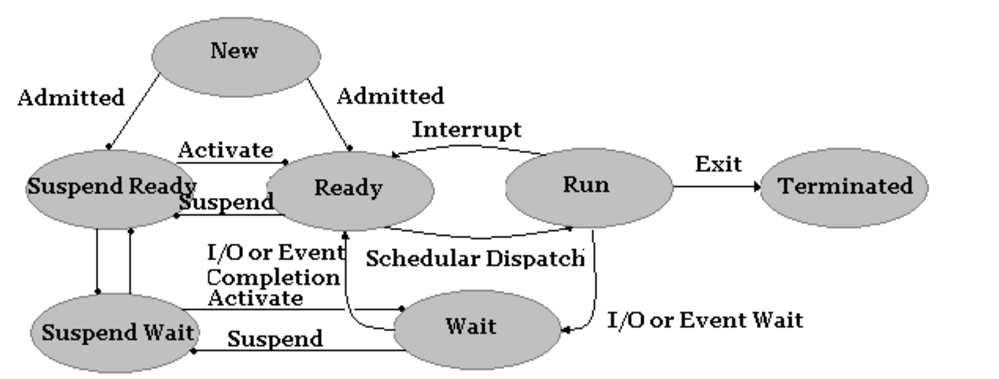 New
Admitted
Admitted
Interrupt
Activate
Exit
Suspend Ready
Ready
Run
Terminated
Suspend
I/O or Event
Completion
Schedular Dispatch
Activate
Suspend Wait
Wait
I/O or Event Wait
Suspend